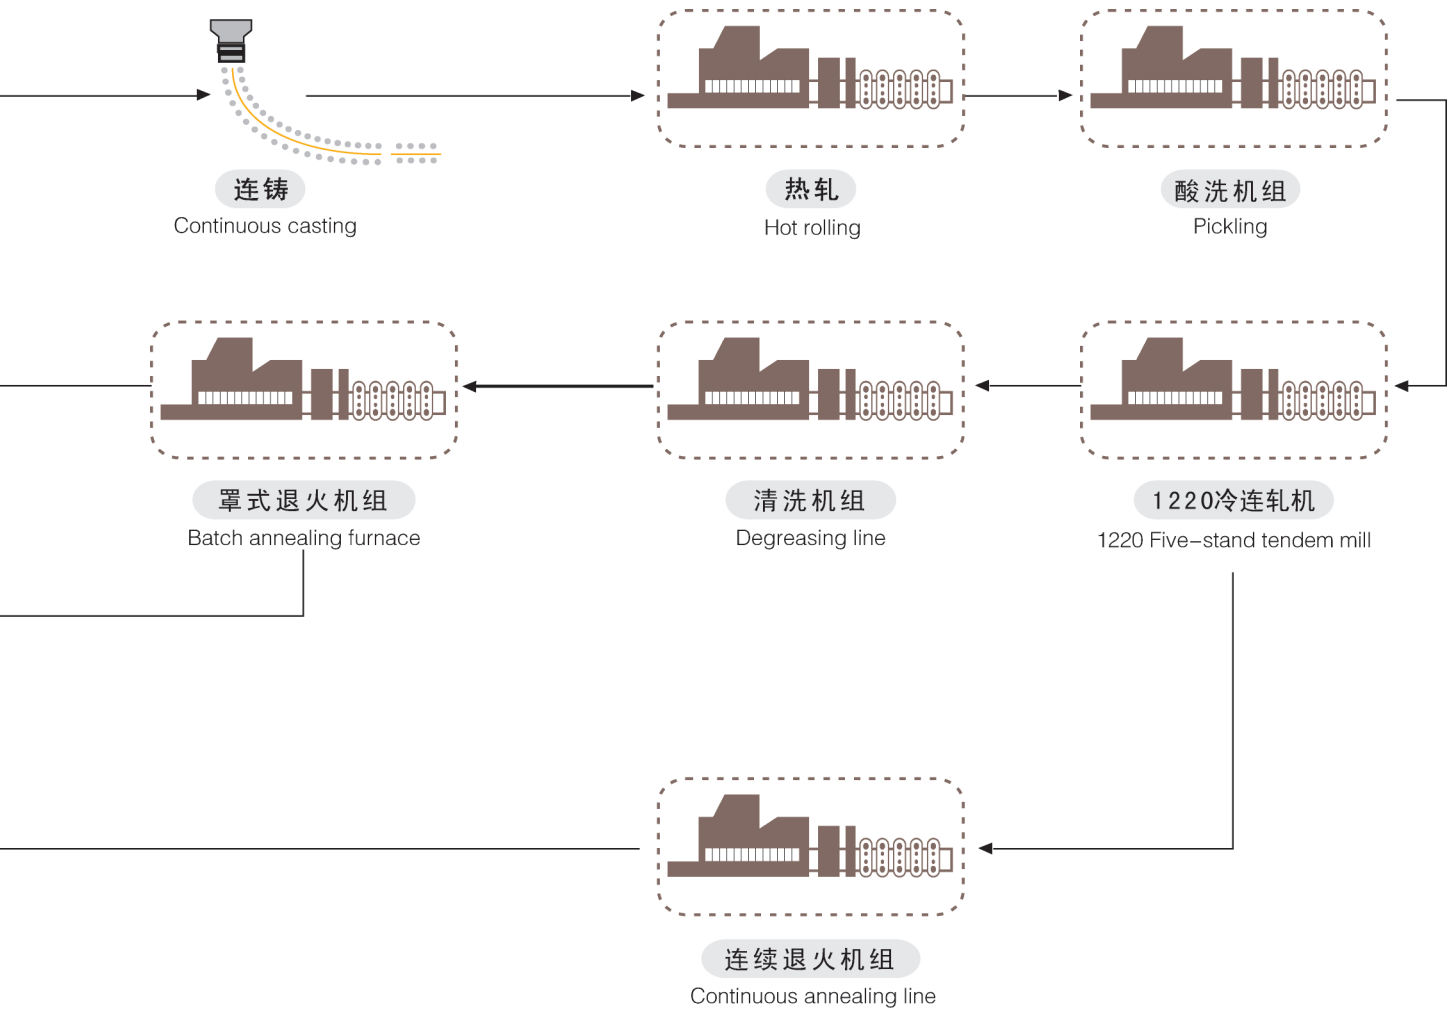 连铸
Continuous casting
热轧
Hot rolling
酸洗机组
Pickling
罩式退火机组
Batch annealing furnace
清洗机组
Degreasing line
1220冷连轧机
1220 Five-stand tendem mill
连续退火机组
Continuous annealing line